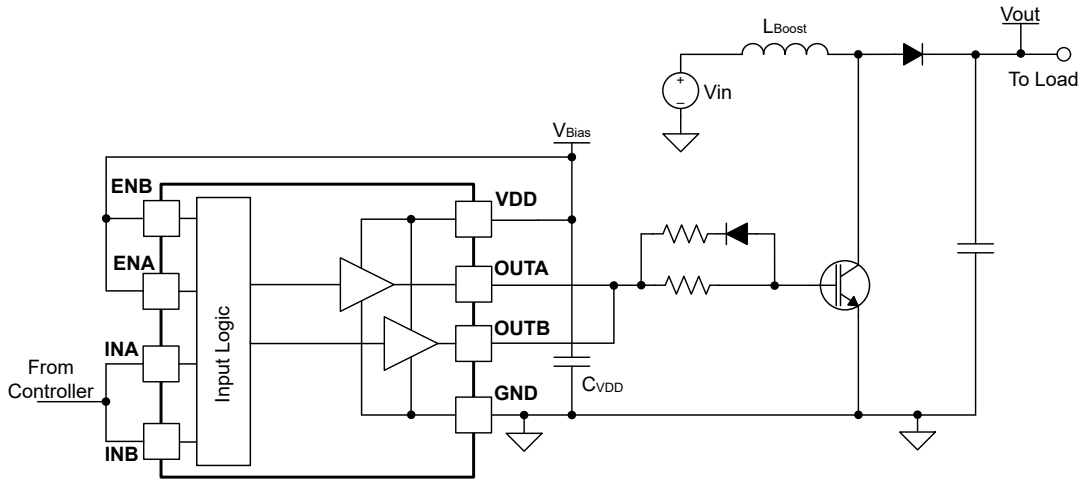 Vout
LBoost
To Load
+
Vin
−
VBias
ENB
VDD
ENA
OUTA
OUTB
INA
From
Controller
Input Logic
CVDD
GND
INB